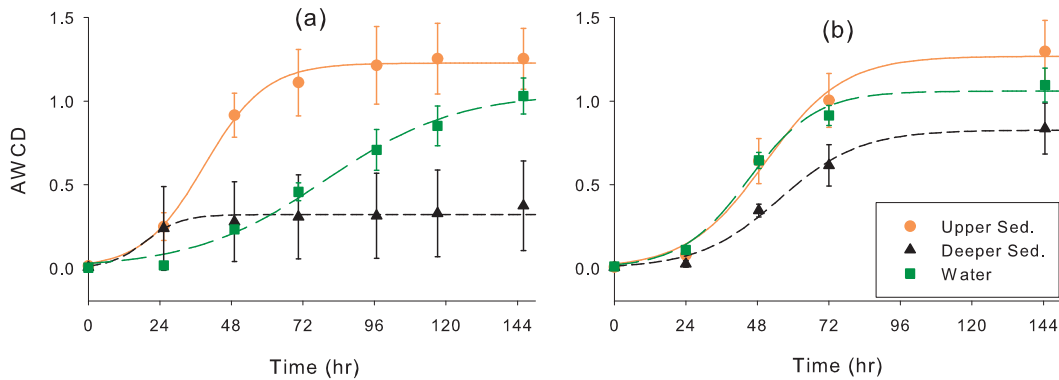 (a)
(b)
AWCD
1.5
1.0
0.5
0.0
0 24 48 72 96 120 144
Time (hr)
1.5
1.0
0.5
0.0
0 24 48 72 96 120 144
Time (hr)
Upper Sed.
Deeper Sed.
Water